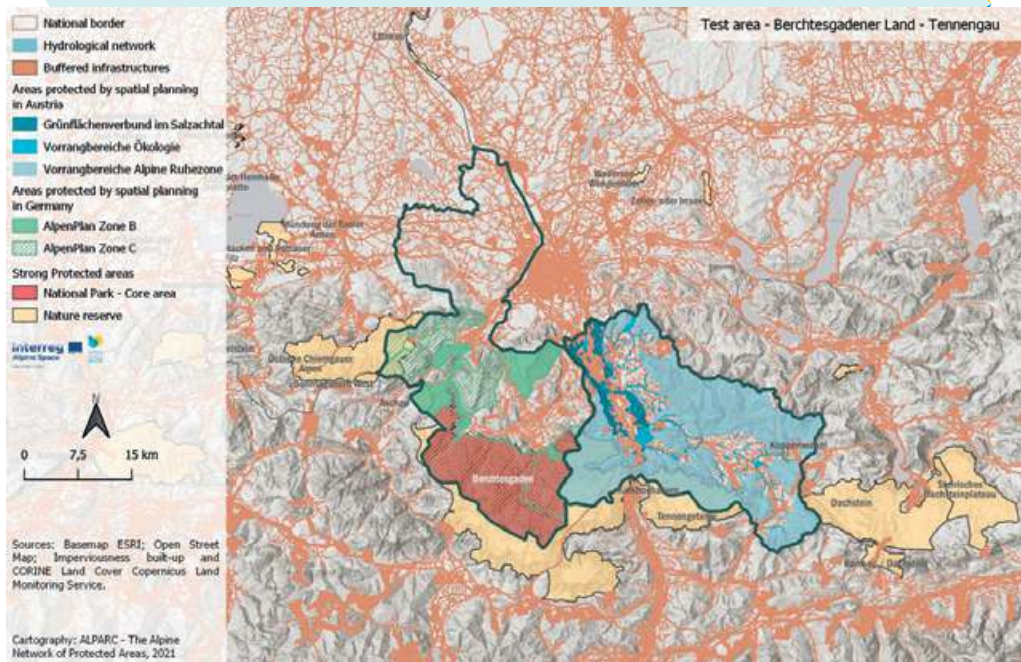 Test area - Berchtesgadener Land - Tennengau
National border
Hydrological network
Buffered infrastructures
Areas protected by spatial planning
in Austria
Grünflächenverbund im Salzachtal
Vorrangbereiche Ökologie
Vorrangbereiche Alpine Ruhezone
Areas protected by spatial planning
in Germany
AlpenPlan Zone B
AlpenPlan Zone C
Strong Protected areas
National Park - Core area
Nature reserve
Interreg
Alpine Space
N
0 7,5 15 km
Sources: Basemap ESRI; Open Street
Map; Imperviousness built-up and
CORINE Land Cover Copernicus Land
Monitoring Service.
Cartography: ALPARC - The Alpine
Network of Protected Areas, 2021
Östliche Chiemgauer
Alpen
Berchtesgaden
Tennengebirge
Dachstein